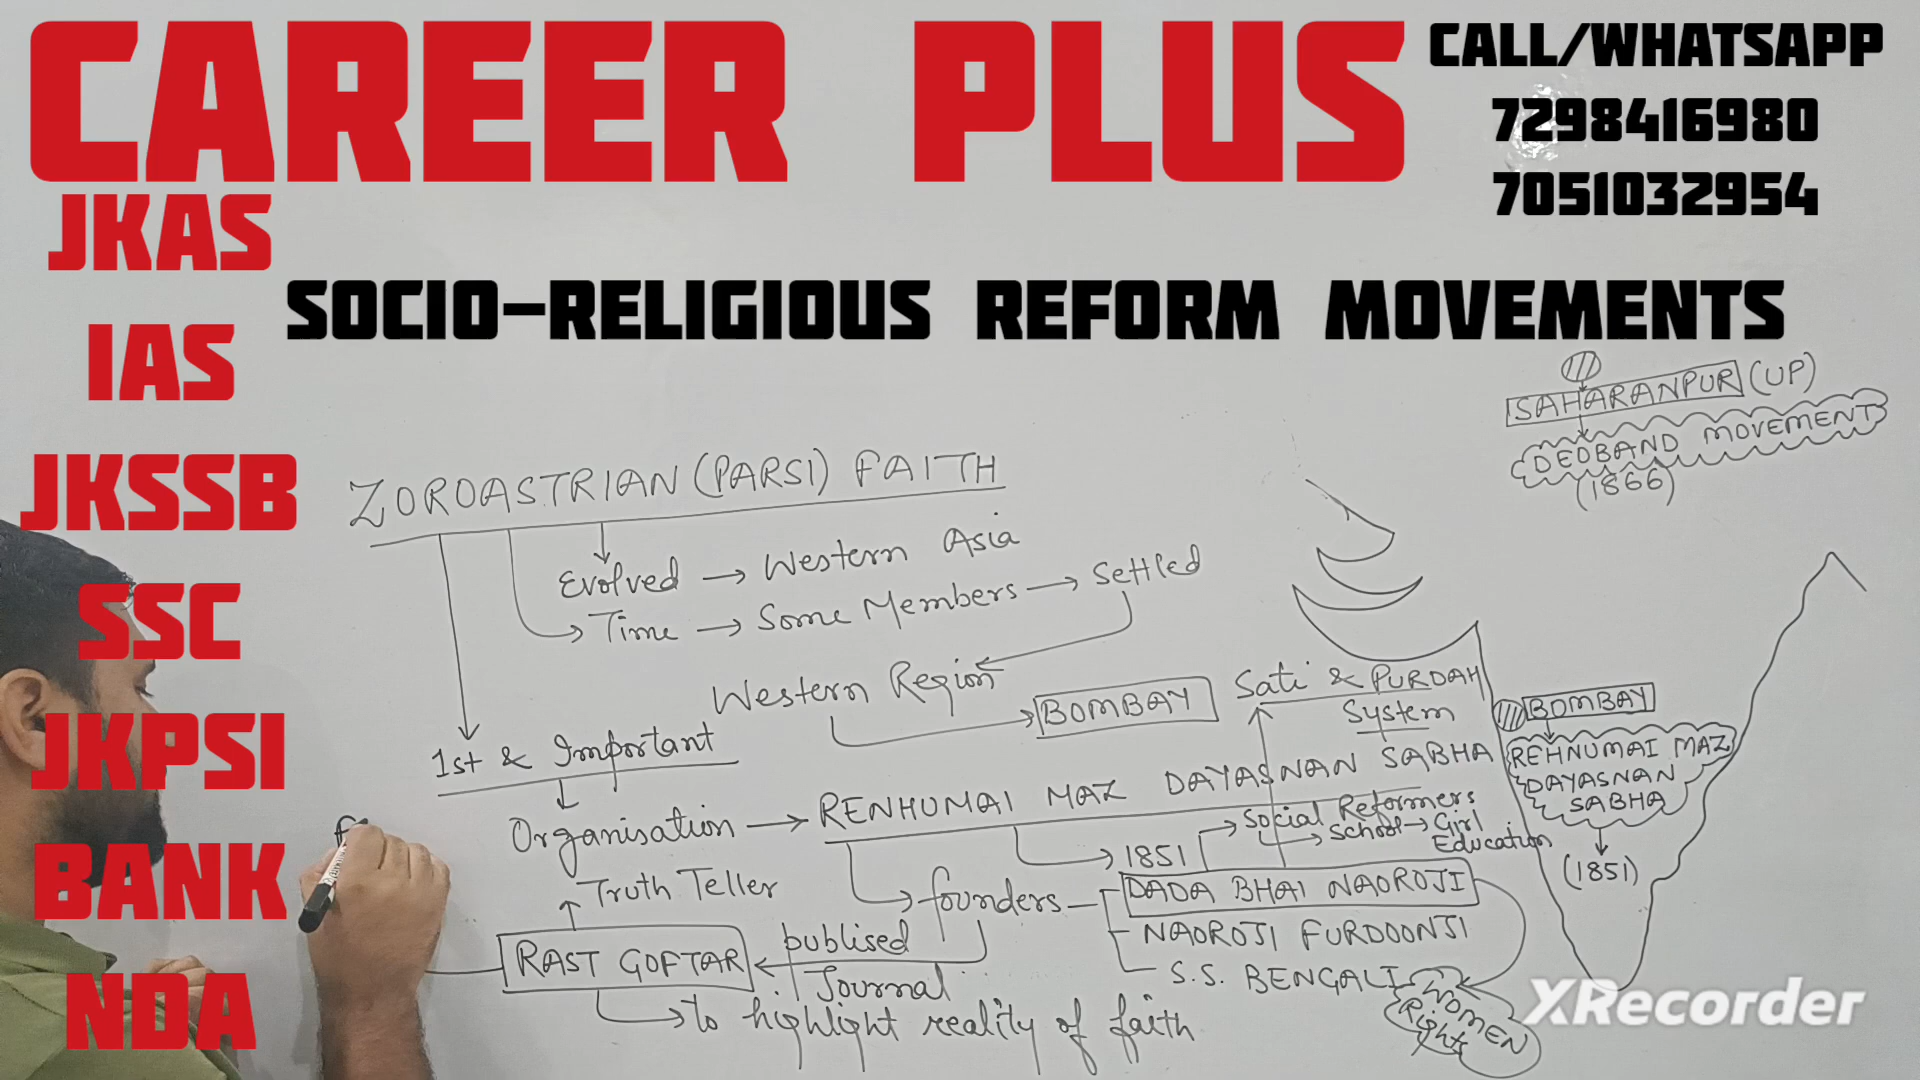 CAREER PLUS
CALL/WHATSAPP
7298416980
7051032954
JKAS
IAS
JKSSB
SSC
JKPSI
BANK
NDA
SOCIO-RELIGIOUS REFORM MOVEMENTS
SAHARANPUR (UP)
DEOBAND MOVEMENT
(1866)
ZOROASTRIAN (PARSI) FAITH
Evolved → Western Asia
Time → Some Members → Settled
Western Region
BOMBAY
Sati & PURDAH
System
1st & Important
Organisation → RENHUMAI MAZ DAYASNAN SABHA
1851
Social Reformers
School → Girl
Education
founders
DADA BHAI NAOROJI
NAOROJI FURDOONJI
S.S. BENGALI
WOMEN
Rights
Truth Teller
RAST GOFTAR
publised
Journal
→ to highlight reality of faith
BOMBAY
REHNUMAI MAZ
DAYASNAN
SABHA
(1851)
XRecorder